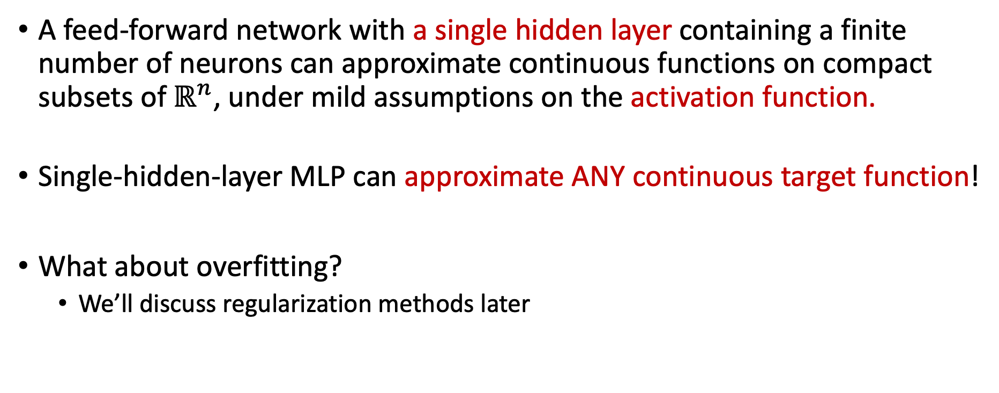 • A feed-forward network with a single hidden layer containing a finite
number of neurons can approximate continuous functions on compact
subsets of ℝⁿ, under mild assumptions on the activation function.
• Single-hidden-layer MLP can approximate ANY continuous target function!
• What about overfitting?
• We’ll discuss regularization methods later